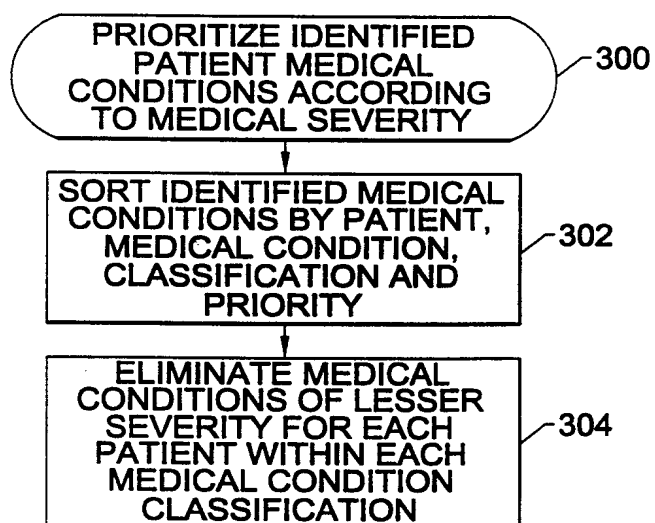 PRIORITIZE IDENTIFIED
PATIENT MEDICAL
CONDITIONS ACCORDING
TO MEDICAL SEVERITY
300
SORT IDENTIFIED MEDICAL
CONDITIONS BY PATIENT,
MEDICAL CONDITION,
CLASSIFICATION AND
PRIORITY
302
ELIMINATE MEDICAL
CONDITIONS OF LESSER
SEVERITY FOR EACH
PATIENT WITHIN EACH
MEDICAL CONDITION
CLASSIFICATION
304